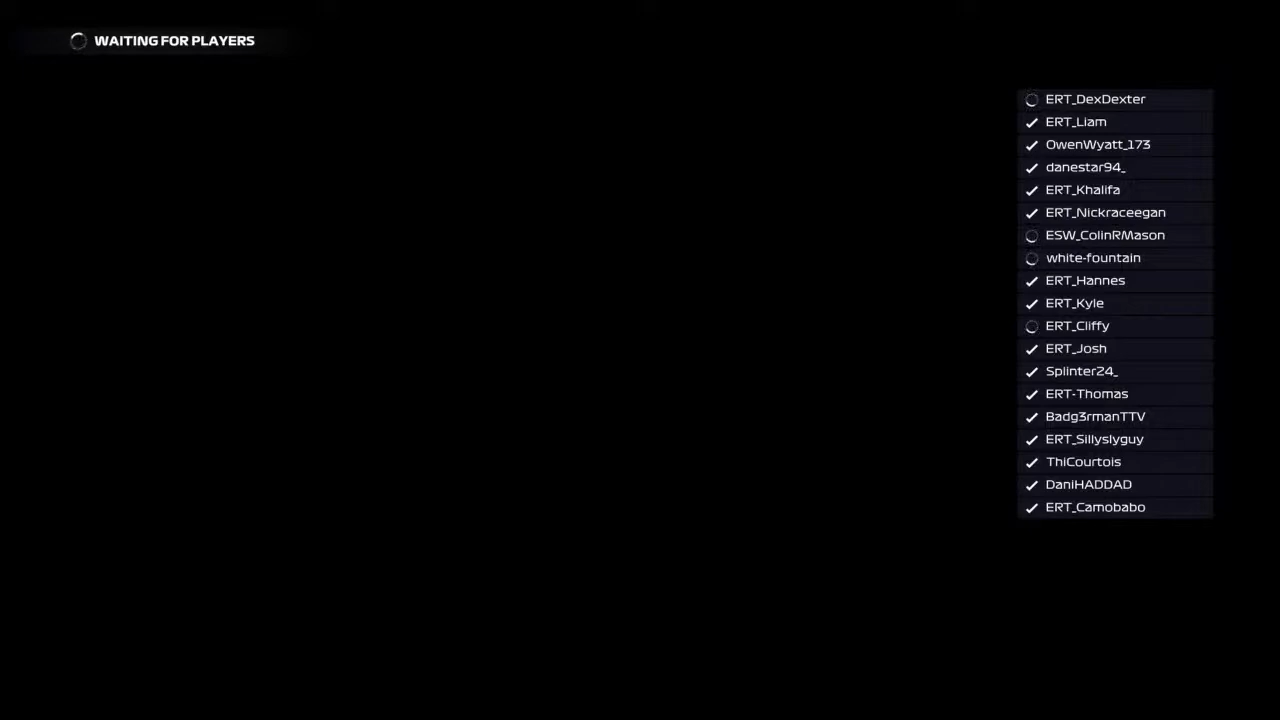 WAITING FOR PLAYERS
ERT_DexDexter
ERT_Liam
OwenWyatt_173
danestar94_
ERT_Khalifa
ERT_Nickraceegan
ESW_ColinRMason
white-fountain
ERT_Hannes
ERT_Kyle
ERT_Cliffy
ERT_Josh
Splinter24_
ERT-Thomas
Badg3rmanTTV
ERT_Sillyslyguy
ThiCourtois
DaniHADDAD
ERT_Camobabo